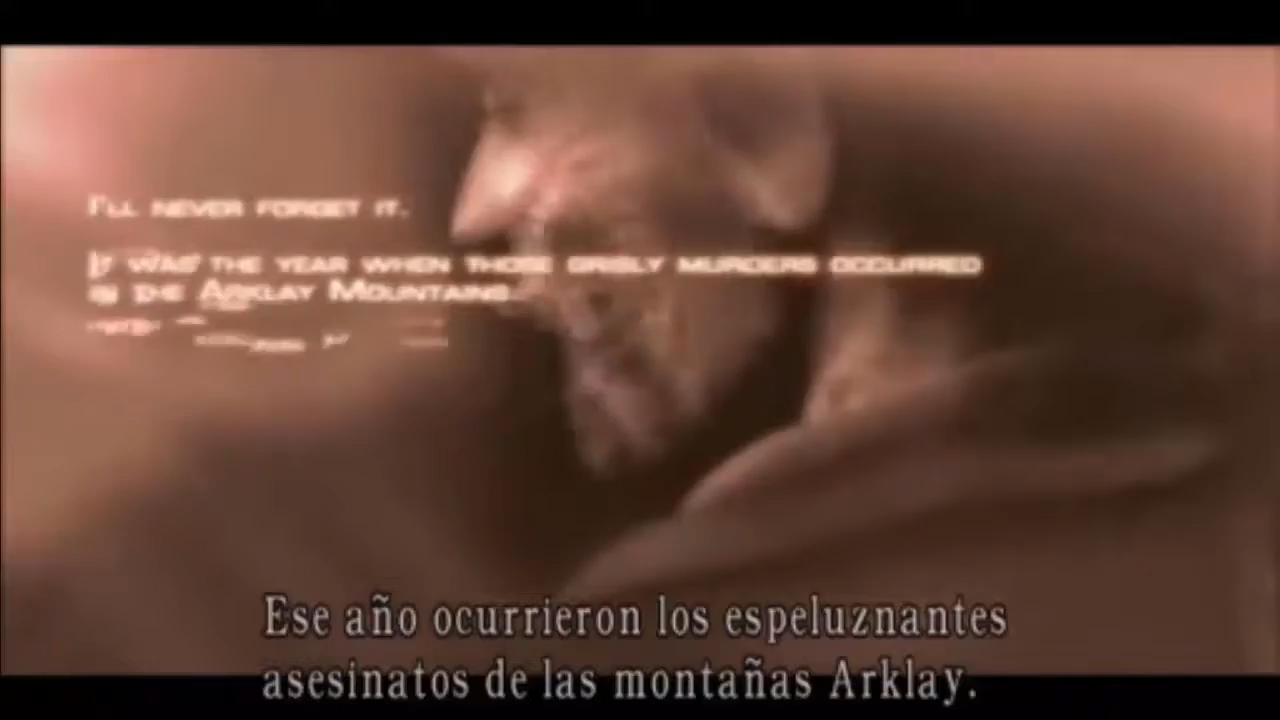 I'LL NEVER FORGET IT.
IT WAS THE YEAR WHEN THOSE GRISLY MURDERS OCCURRED
IN THE ARKLAY MOUNTAINS.
Ese año ocurrieron los espeluznantes
asesinatos de las montañas Arklay.